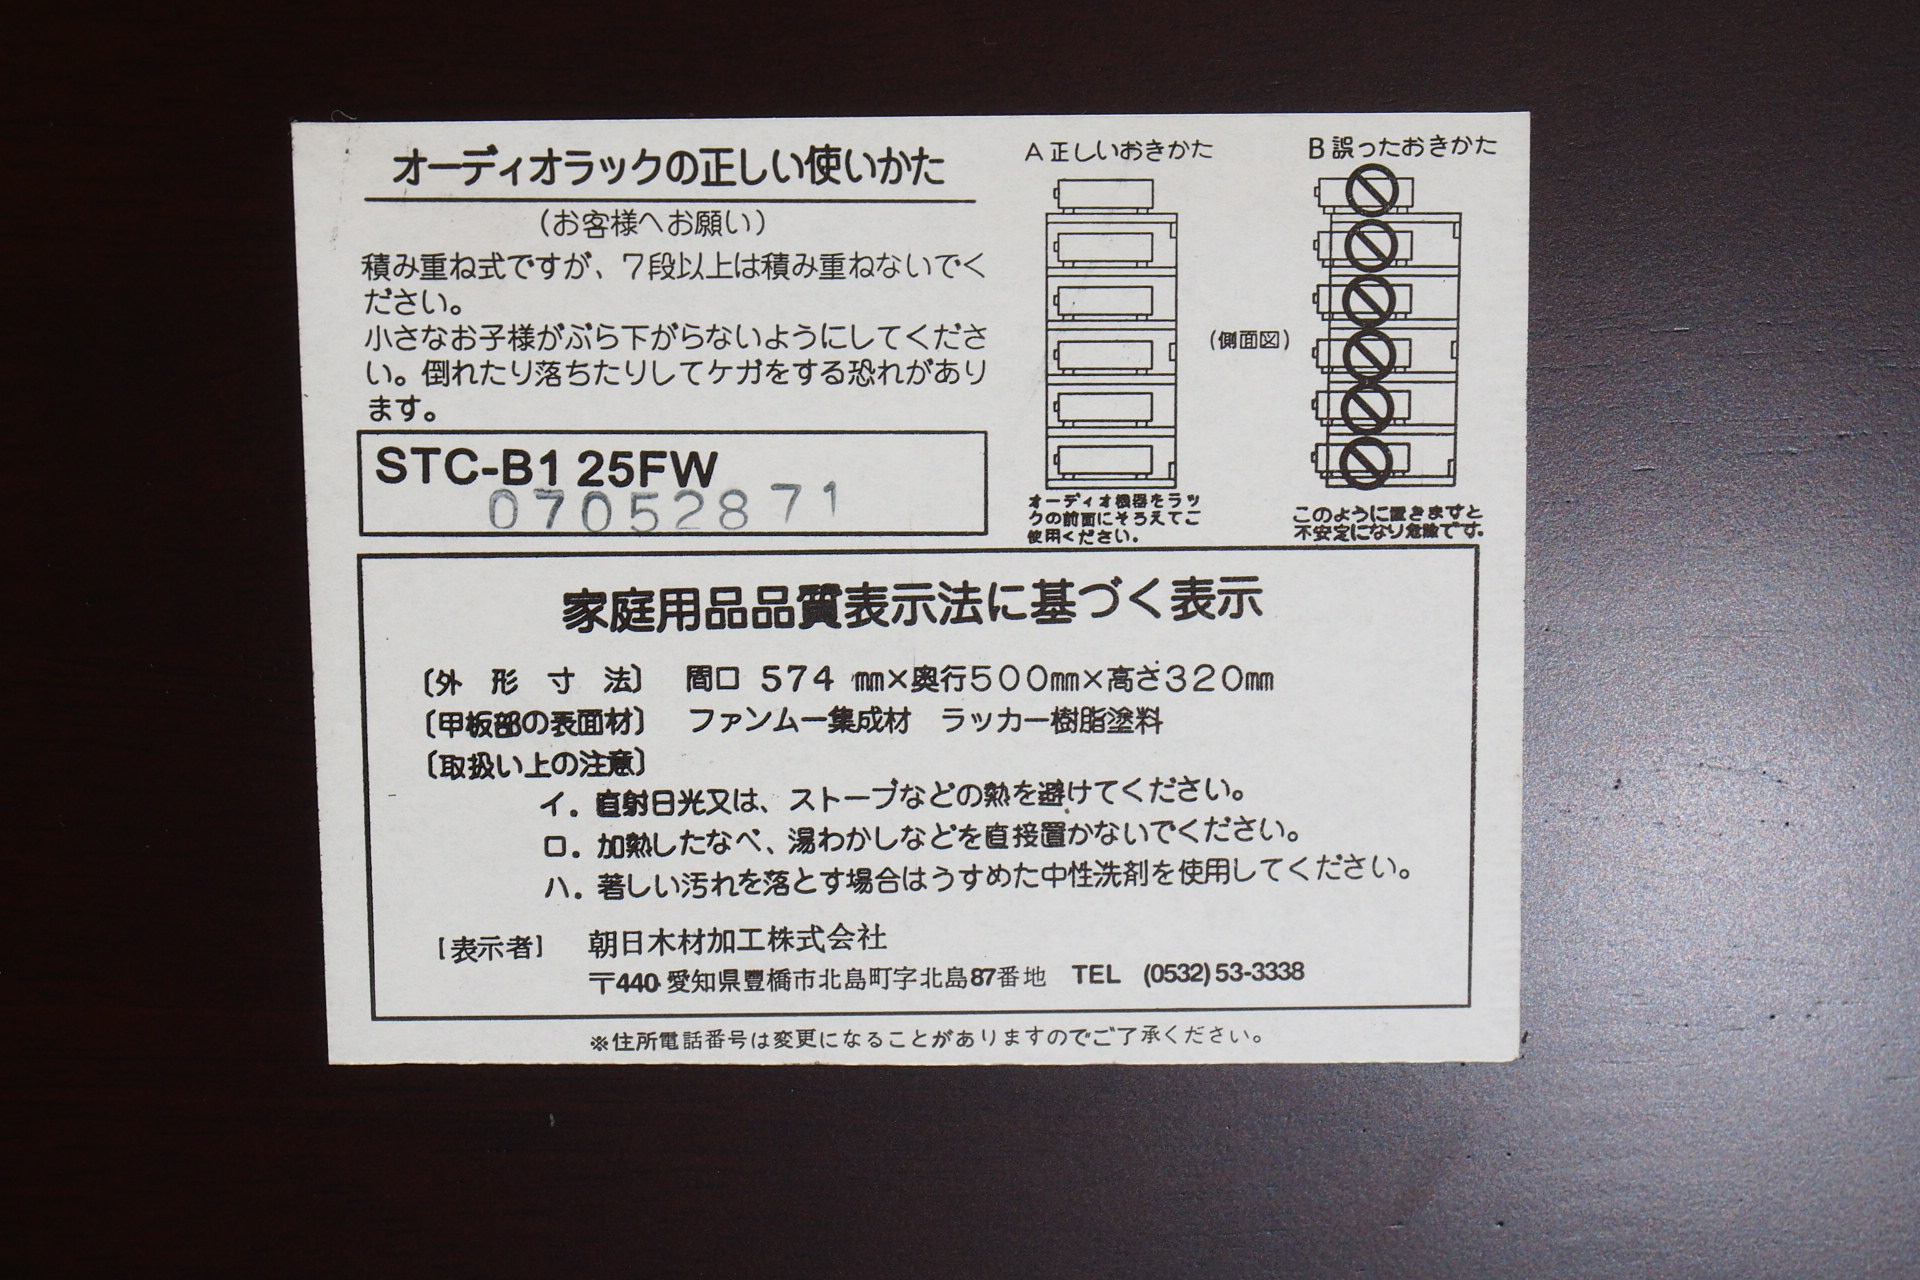 オーディオラックの正しい使いかた
(お客様へお願い)
積み重ね式ですが、7段以上は積み重ねないでく
ださい。
小さなお子様がぶら下がらないようにしてくださ
い。倒れたり落ちたりしてケガをする恐れがあり
ます。
STC-B125FW
070528 71
A 正しいおきかた
(側面図)
オーディオ機器をラッ
クの前面にそろえてご
使用ください。
B 誤ったおきかた
このように置きますと
不安定になり危険です。
家庭用品品質表示法に基づく表示
〔外形寸法〕 間口 574 mm×奥行500mm×高さ320mm
〔甲板部の表面材〕 ファンムー集成材 ラッカー樹脂塗料
〔取扱い上の注意〕
イ. 直射日光又は、ストーブなどの熱を避けてください。
ロ. 加熱したなべ、湯わかしなどを直接置かないでください。
ハ. 著しい汚れを落とす場合はうすめた中性洗剤を使用してください。
[表示者] 朝日木材加工株式会社
〒440 愛知県豊橋市北島町字北島87番地 TEL (0532)53-3338
※住所電話番号は変更になることがありますのでご了承ください。